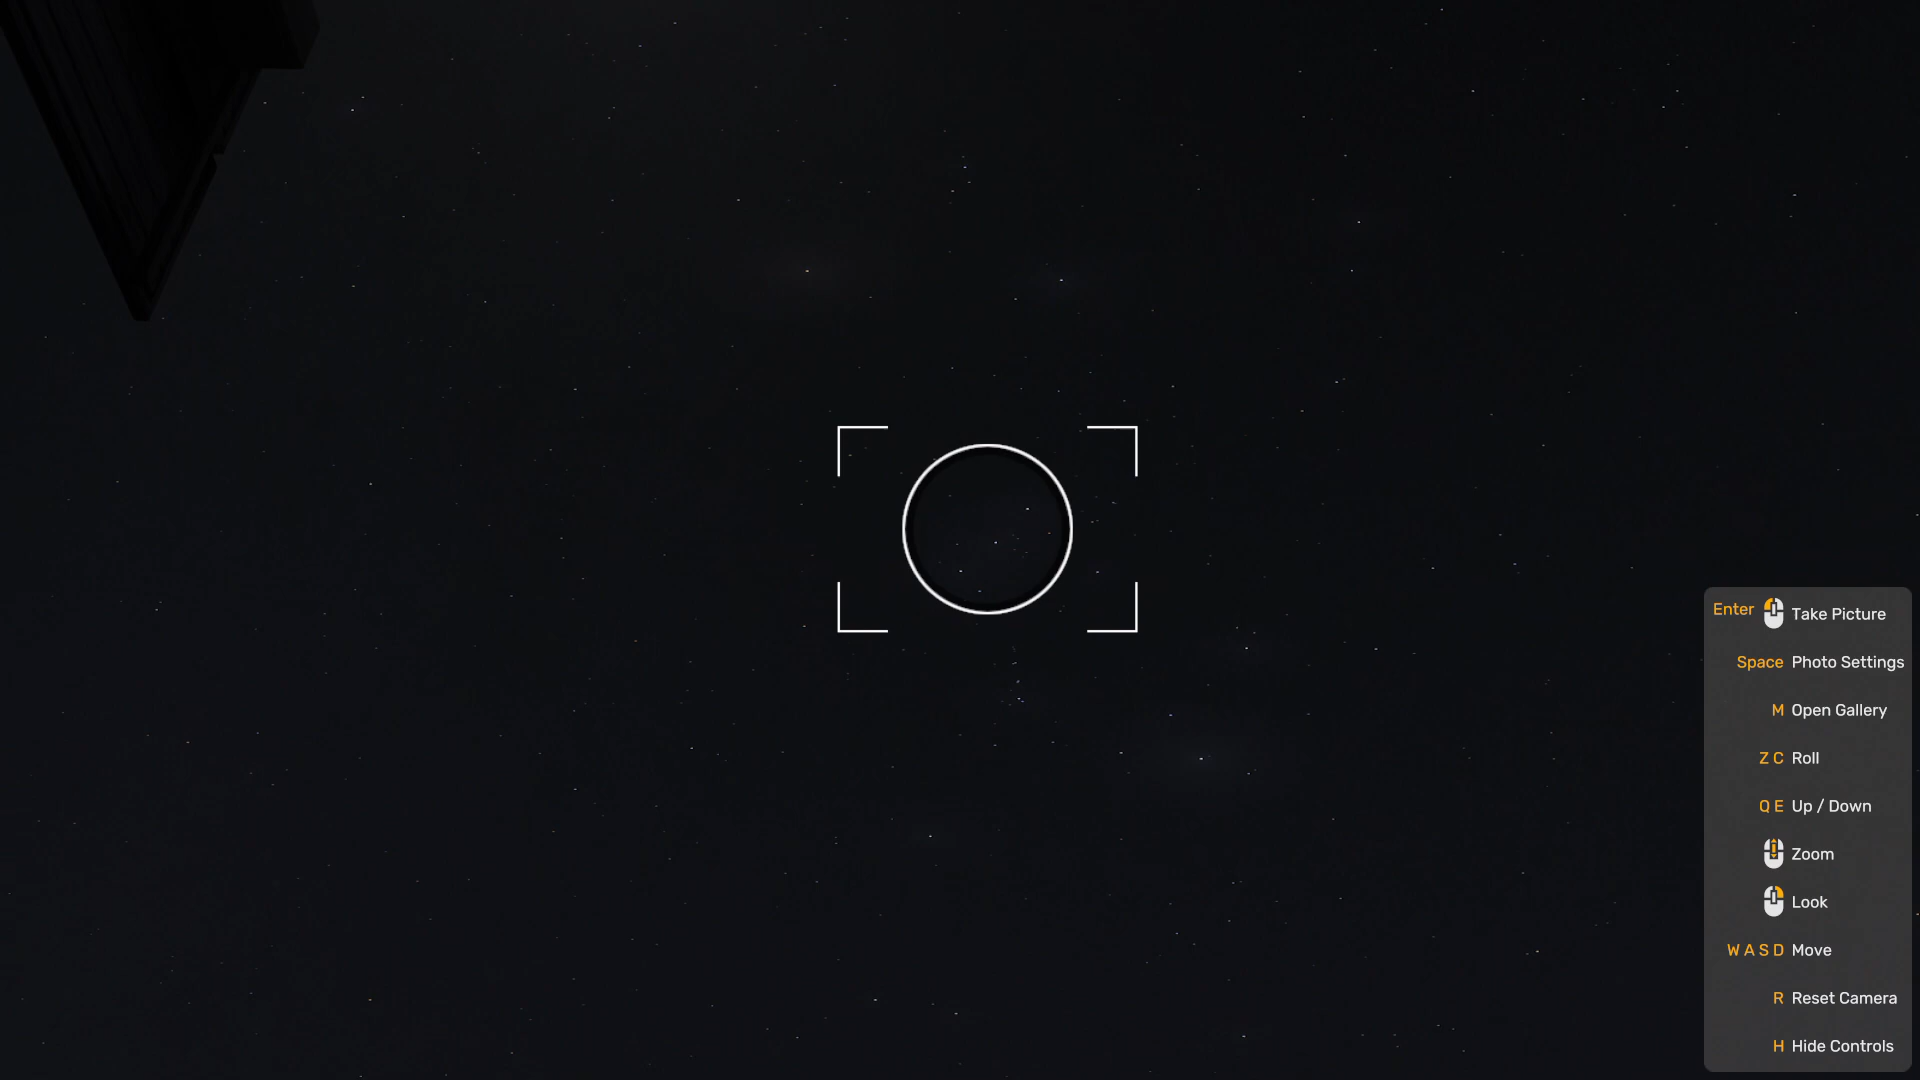 Enter Take Picture
Space Photo Settings
M Open Gallery
Z C Roll
Q E Up / Down
Zoom
Look
W A S D Move
R Reset Camera
H Hide Controls